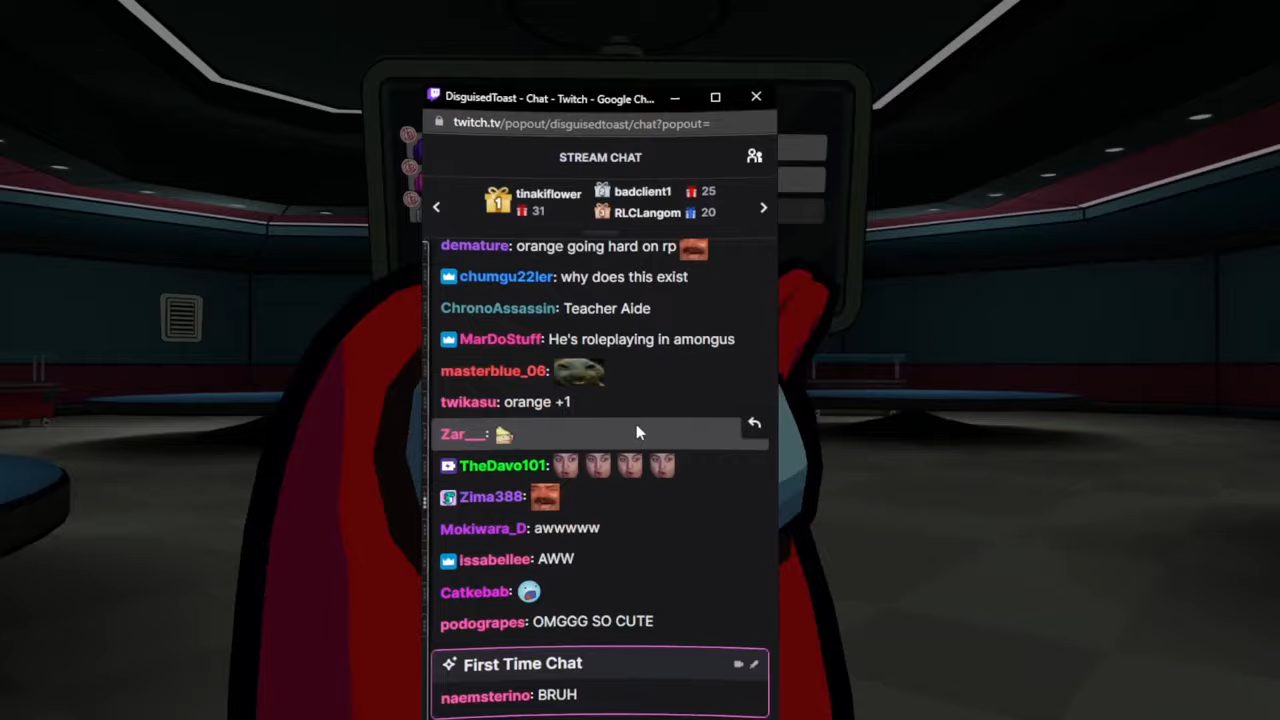 DisguisedToast - Chat - Twitch - Google Ch...
twitch.tv/popout/disguisedtoast/chat?popout=
STREAM CHAT
1 tinakiflower 31
badclient1 25
RLCLangom 20
demature: orange going hard on rp
chumgu22ler: why does this exist
ChronoAssassin: Teacher Aide
MarDoStuff: He's roleplaying in amongus
masterblue_06:
twikasu: orange +1
Zar___:
TheDavo101:
Zima388:
Mokiwara_D: awwwww
issabellee: AWW
Catkebab:
podograpes: OMGGG SO CUTE
First Time Chat
naemsterino: BRUH